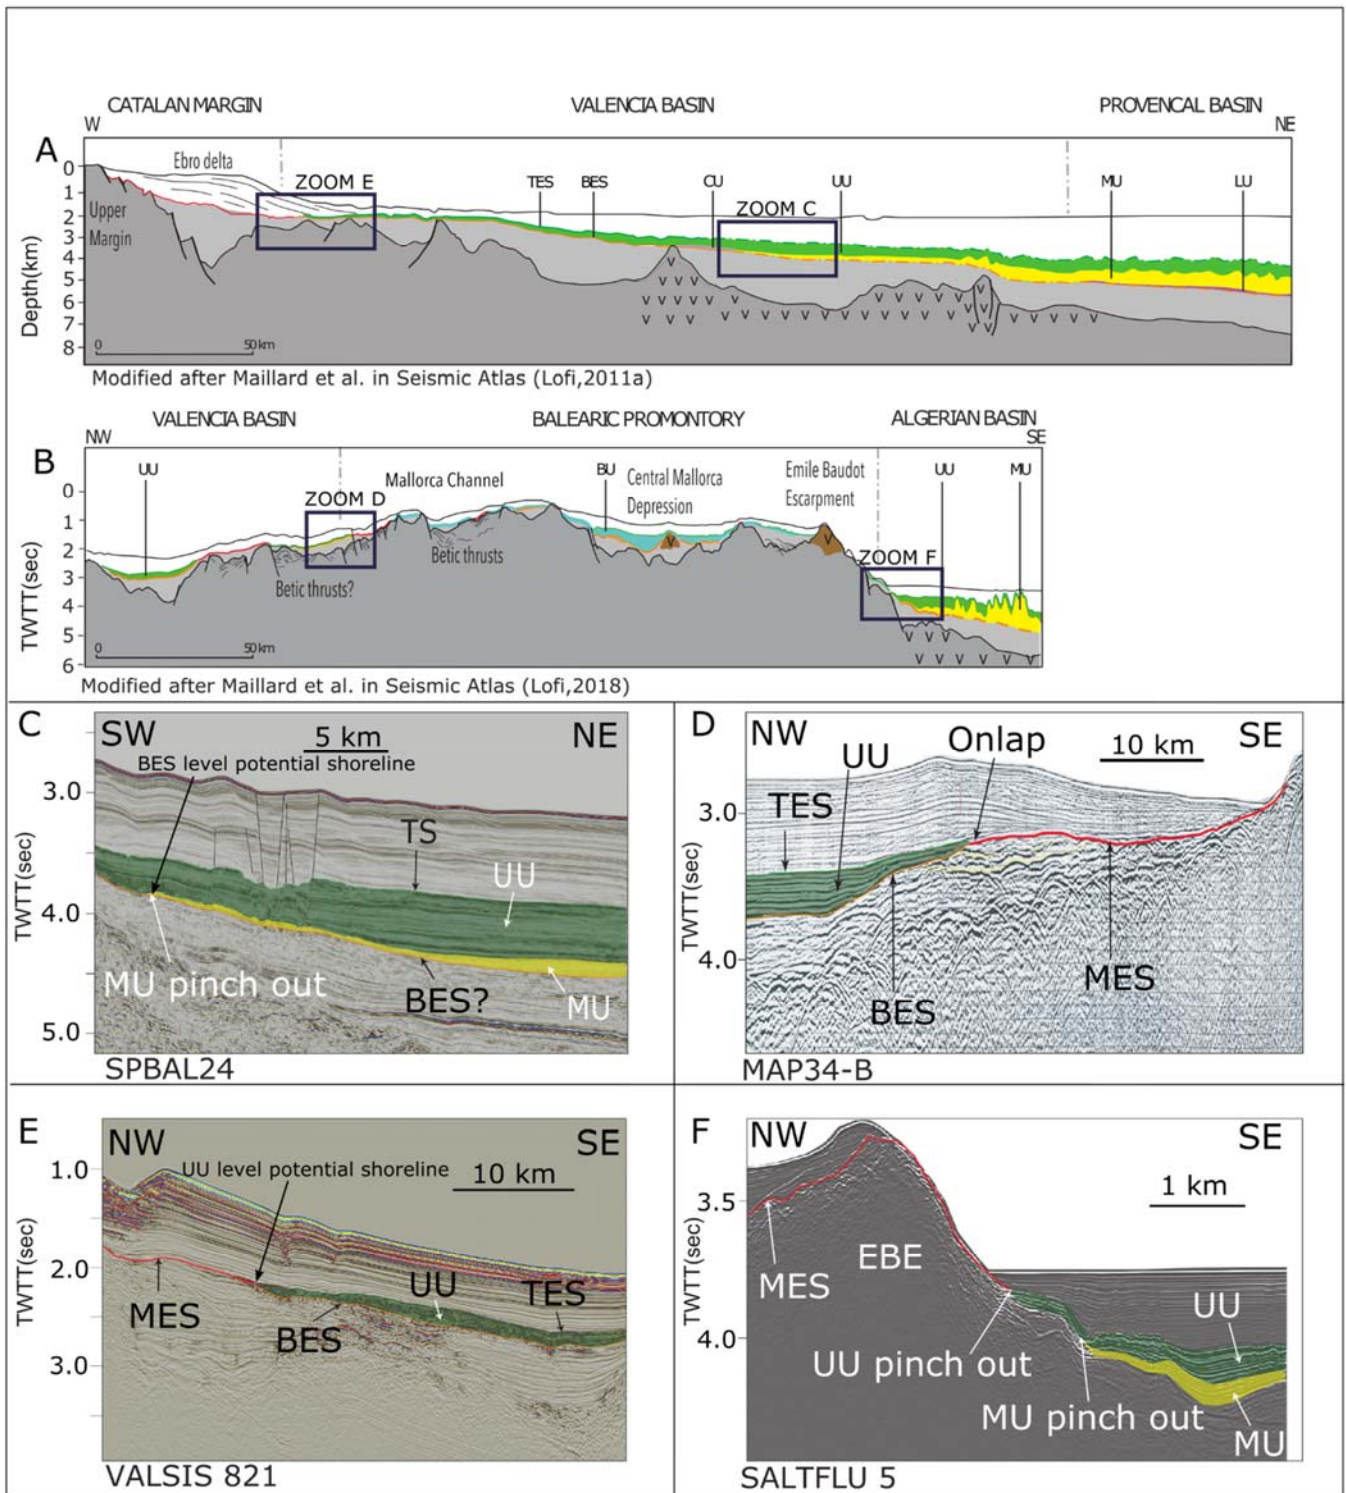 CATALAN MARGIN VALENCIA BASIN PROVENCAL BASIN
W NE
A
Ebro delta
ZOOM E TES BES CU ZOOM C UU MU LU
Upper
Margin
Depth(km)
0
1
2
3
4
5
6
7
8
0 50 km
V V V V V V V V V V V V V V V V V V V V V V V V V V V V V V V V V V V V V V V
Modified after Maillard et al. in Seismic Atlas (Lofi,2011a)
VALENCIA BASIN BALEARIC PROMONTORY ALGERIAN BASIN
NW SE
B
UU ZOOM D Mallorca Channel BU Central Mallorca
Depression
Emile Baudot
Escarpment
UU MU
Betic thrusts?
Betic thrusts
V
ZOOM F
V V V
V V V V V V
TWTT(sec)
0
1
2
3
4
5
6
0 50 km
Modified after Maillard et al. in Seismic Atlas (Lofi,2018)
C
SW NE
5 km
BES level potential shoreline
TWTT(sec)
3.0
4.0
5.0
TS
UU
MU pinch out
BES?
MU
SPBAL24
D
NW SE
Onlap
10 km
UU
TES
TWTT(sec)
3.0
4.0
BES
MES
MAP34-B
E
NW SE
UU level potential shoreline
10 km
TWTT(sec)
1.0
2.0
3.0
MES
BES
UU
TES
VALSIS 821
F
NW SE
1 km
TWTT(sec)
3.5
4.0
MES
EBE
UU
UU pinch out
MU pinch out
MU
SALTFLU 5